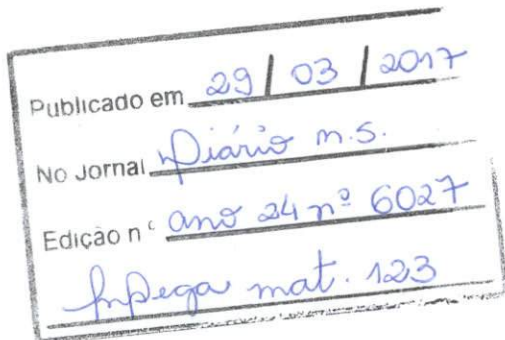 Publicado em 29 / 03 / 2017
No Jornal Diário m.s.
Edição nº ano 24 nº 6027
mat. 123